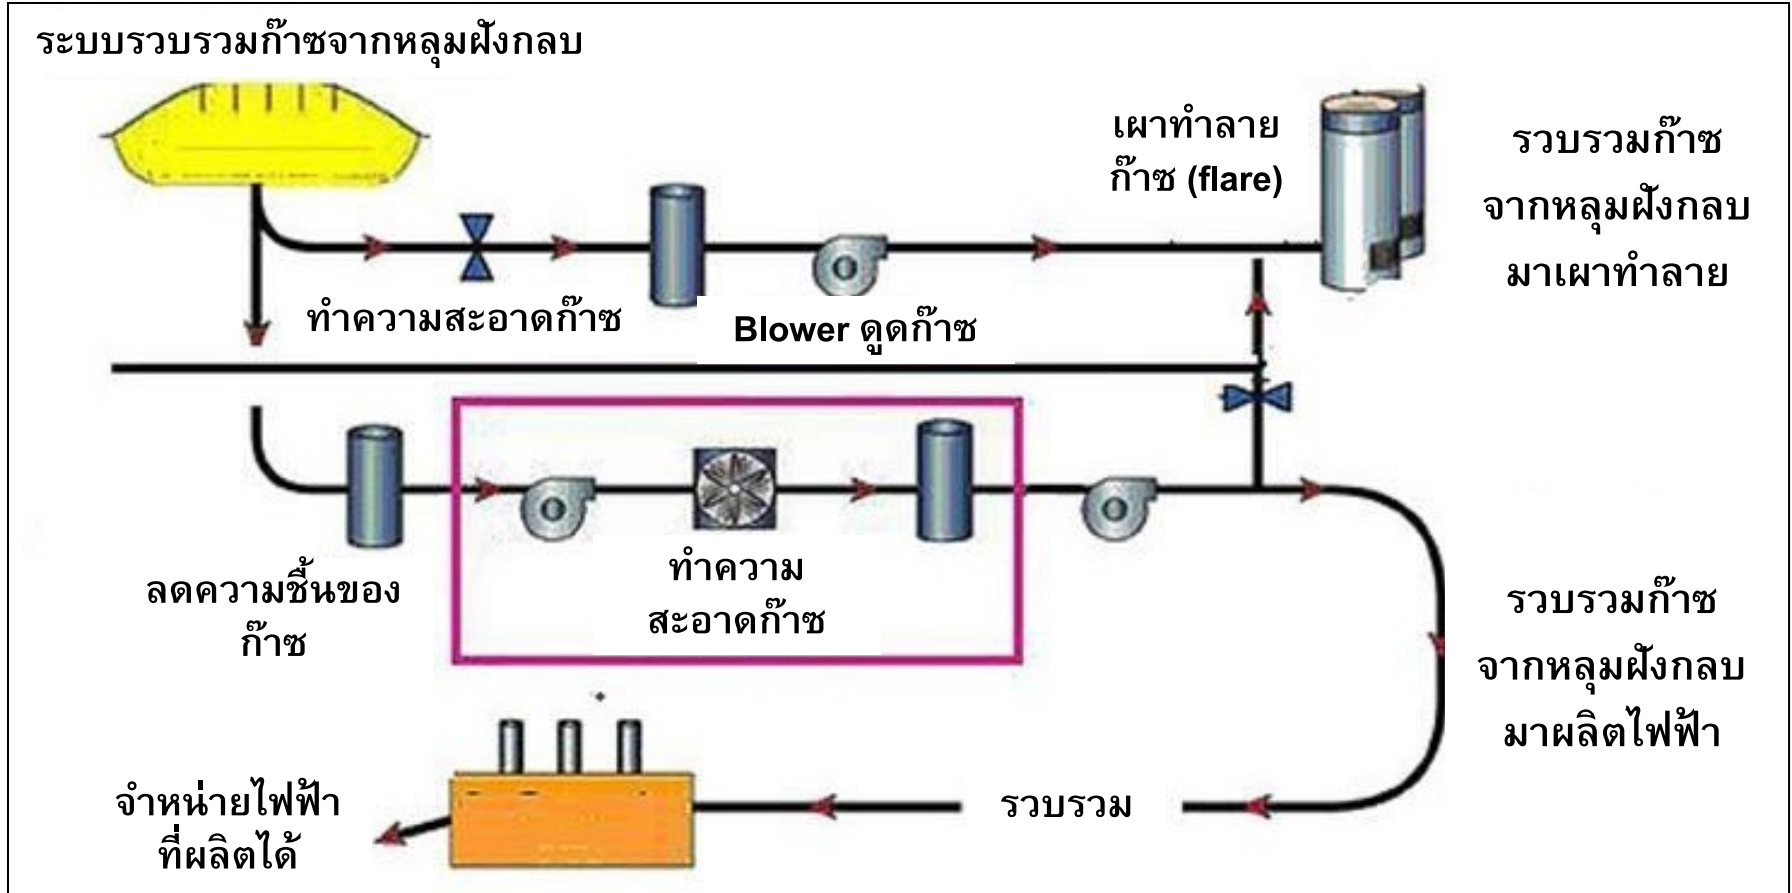 ระบบรวบรวมก๊าซจากหลุมฝังกลบ
เผาทำลาย
ก๊าซ (flare)
รวบรวมก๊าซ
จากหลุมฝังกลบ
มาเผาทำลาย
ทำความสะอาดก๊าซ
Blower ดูดก๊าซ
ลดความชื้นของ
ก๊าซ
ทำความ
สะอาดก๊าซ
รวบรวมก๊าซ
จากหลุมฝังกลบ
มาผลิตไฟฟ้า
จำหน่ายไฟฟ้า
ที่ผลิตได้
รวบรวม